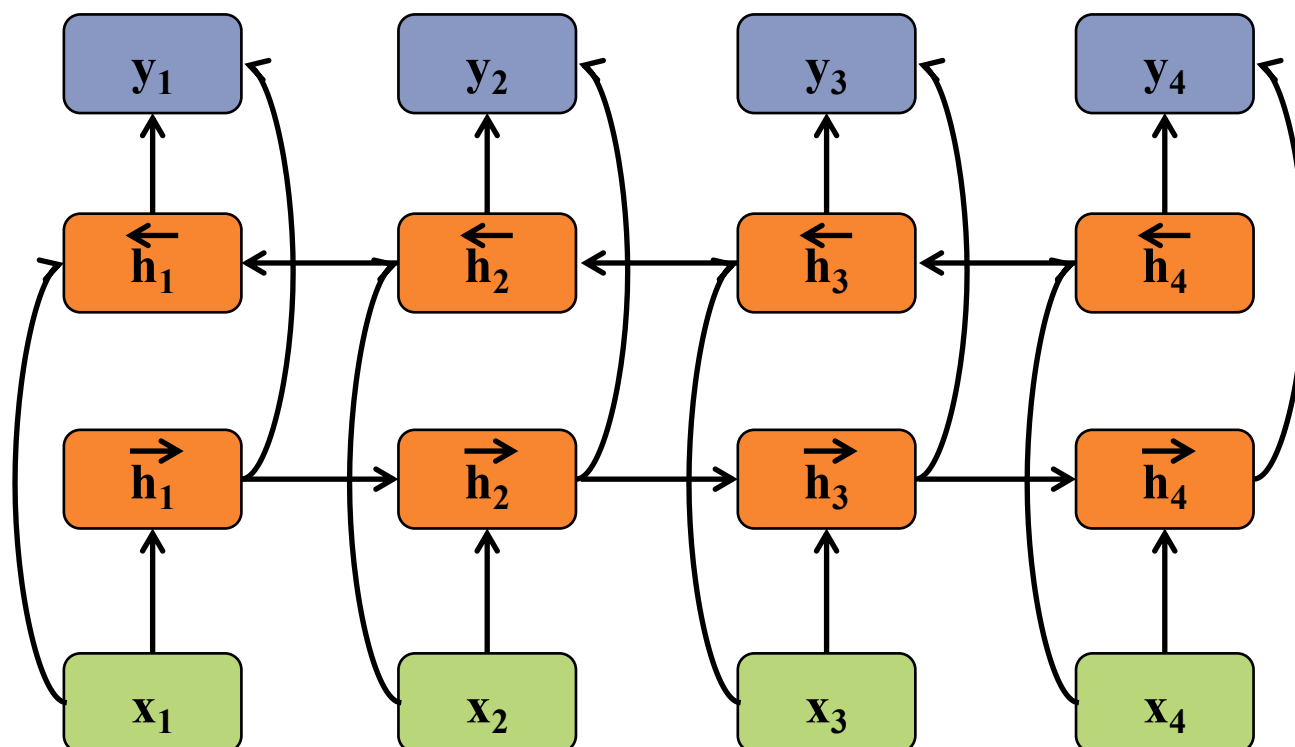 y₁ y₂ y₃ y₄
h₁ h₂ h₃ h₄
h₁ h₂ h₃ h₄
x₁ x₂ x₃ x₄